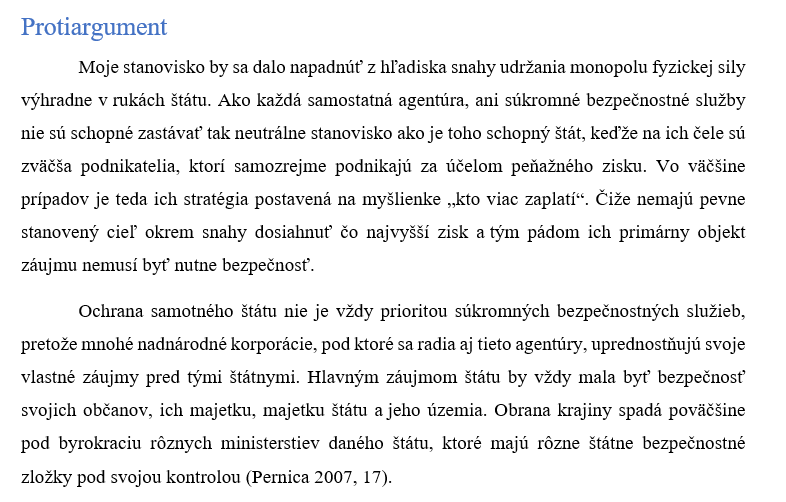 Protiargument
Moje stanovisko by sa dalo napadnúť z hľadiska snahy udržania monopolu fyzickej sily
výhradne v rukách štátu. Ako každá samostatná agentúra, ani súkromné bezpečnostné služby
nie sú schopné zastávať tak neutrálne stanovisko ako je toho schopný štát, keďže na ich čele sú
zväčša podnikatelia, ktorí samozrejme podnikajú za účelom peňažného zisku. Vo väčšine
prípadov je teda ich stratégia postavená na myšlienke „kto viac zaplatí“. Čiže nemajú pevne
stanovený cieľ okrem snahy dosiahnuť čo najvyšší zisk a tým pádom ich primárny objekt
záujmu nemusí byť nutne bezpečnosť.
Ochrana samotného štátu nie je vždy prioritou súkromných bezpečnostných služieb,
pretože mnohé nadnárodné korporácie, pod ktoré sa radia aj tieto agentúry, uprednostňujú svoje
vlastné záujmy pred tými štátnymi. Hlavným záujmom štátu by vždy mala byť bezpečnosť
svojich občanov, ich majetku, majetku štátu a jeho územia. Obrana krajiny spadá poväčšine
pod byrokraciu rôznych ministerstiev daného štátu, ktoré majú rôzne štátne bezpečnostné
zložky pod svojou kontrolou (Pernica 2007, 17).